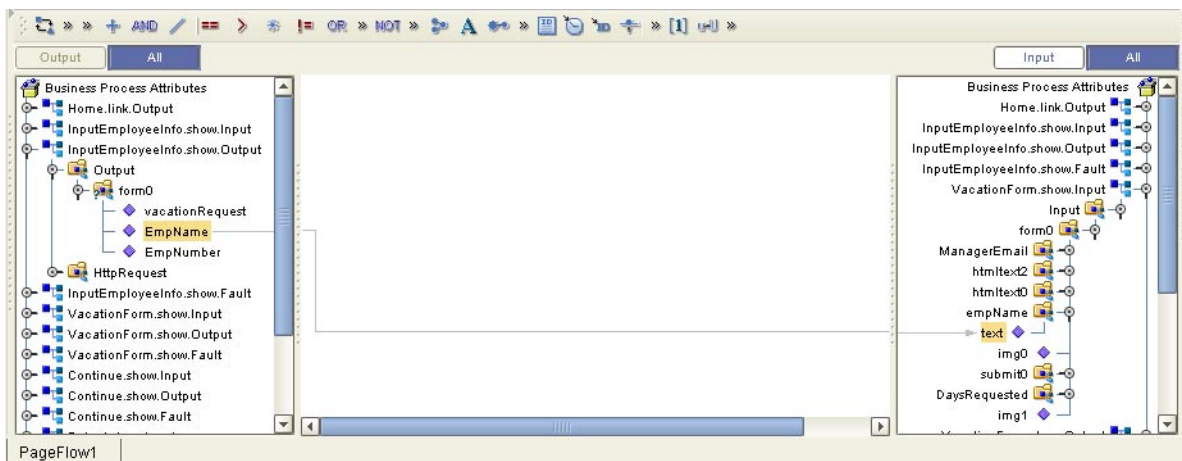 » » AND == > != OR » NOT » A » ID ID » [1] »
Output All
Business Process Attributes
Home.link.Output
InputEmployeeInfo.show.Input
InputEmployeeInfo.show.Output
Output
form0
vacationRequest
EmpName
EmpNumber
HttpRequest
InputEmployeeInfo.show.Fault
VacationForm.show.Input
VacationForm.show.Output
VacationForm.show.Fault
Continue.show.Input
Continue.show.Output
Continue.show.Fault
Input All
Business Process Attributes
Home.link.Output
InputEmployeeInfo.show.Input
InputEmployeeInfo.show.Output
InputEmployeeInfo.show.Fault
VacationForm.show.Input
Input
form0
ManagerEmail
htmltext2
htmltext0
empName
text
img0
submit0
DaysRequested
img1
PageFlow1